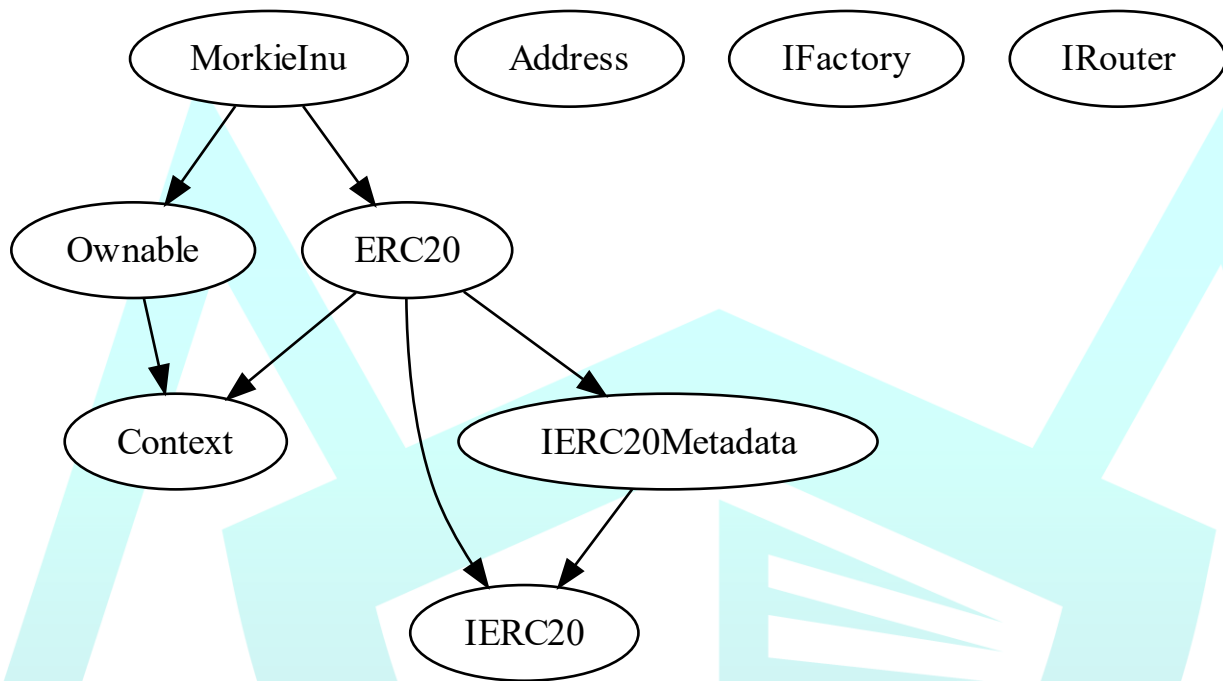 MorkieInu
Address
IFactory
IRouter
Ownable
ERC20
Context
IERC20Metadata
IERC20